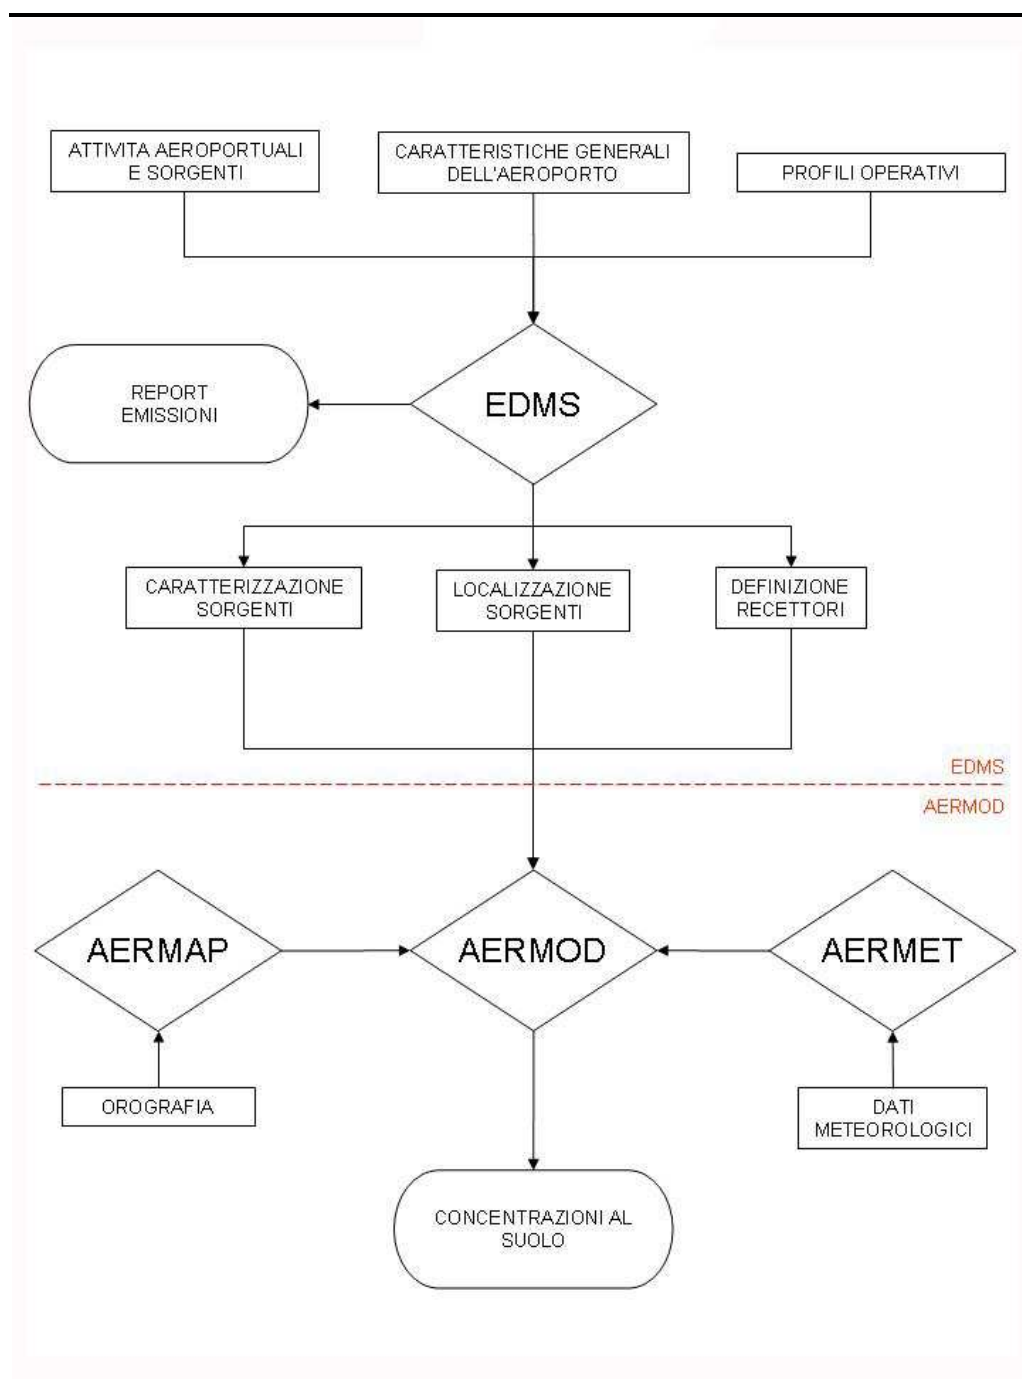 ATTIVITA AEROPORTUALI
E SORGENTI
CARATTERISTICHE GENERALI
DELL'AEROPORTO
PROFILI OPERATIVI
REPORT
EMISSIONI
EDMS
CARATTERIZZAZIONE
SORGENTI
LOCALIZZAZIONE
SORGENTI
DEFINIZIONE
RECETTORI
EDMS
AERMOD
AERMAP
AERMOD
AERMET
OROGRAFIA
DATI
METEOROLOGICI
CONCENTRAZIONI AL
SUOLO